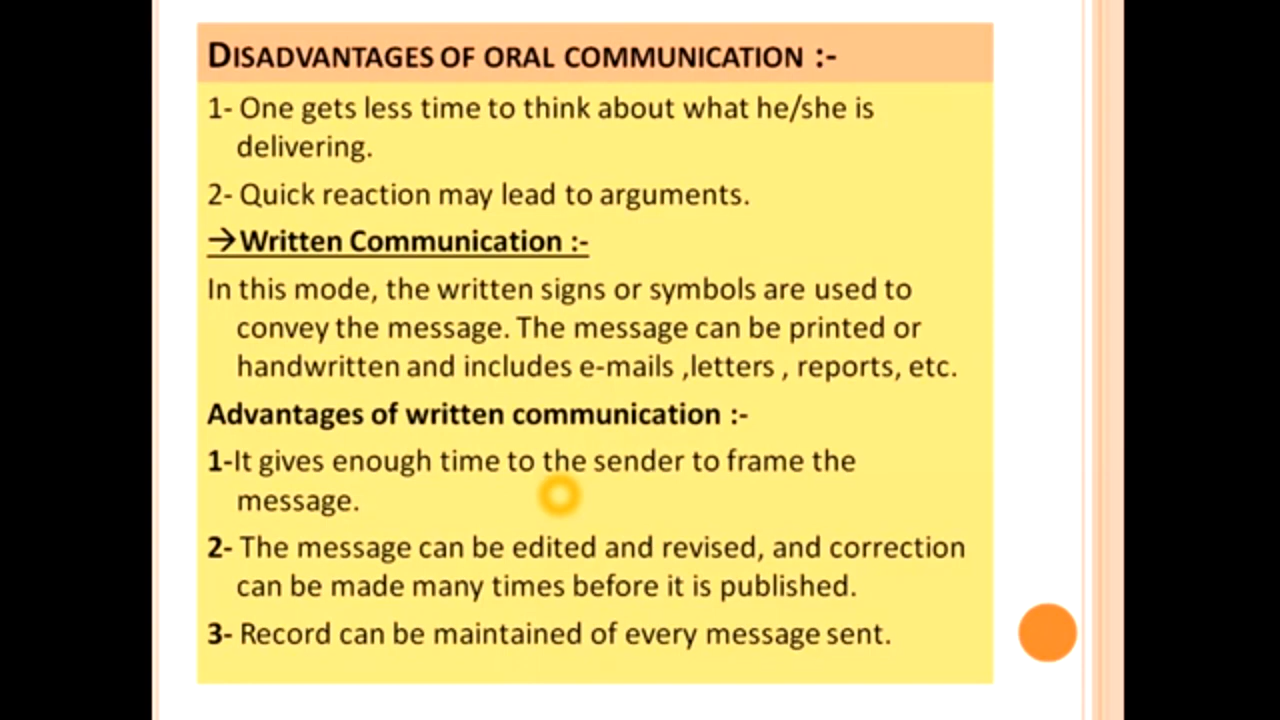 DISADVANTAGES OF ORAL COMMUNICATION :-
1- One gets less time to think about what he/she is
delivering.
2- Quick reaction may lead to arguments.
→Written Communication :-
In this mode, the written signs or symbols are used to
convey the message. The message can be printed or
handwritten and includes e-mails ,letters , reports, etc.
Advantages of written communication :-
1-It gives enough time to the sender to frame the
message.
2- The message can be edited and revised, and correction
can be made many times before it is published.
3- Record can be maintained of every message sent.